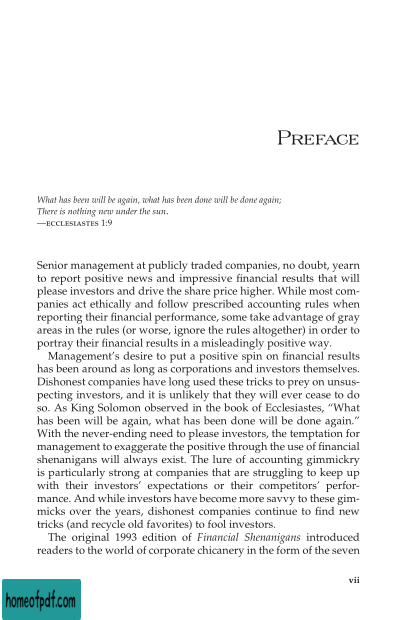 PREFACE
What has been will be again, what has been done will be done again;
There is nothing new under the sun.
—ECCLESIASTES 1:9
Senior management at publicly traded companies, no doubt, yearn
to report positive news and impressive financial results that will
please investors and drive the share price higher. While most com-
panies act ethically and follow prescribed accounting rules when
reporting their financial performance, some take advantage of gray
areas in the rules (or worse, ignore the rules altogether) in order to
portray their financial results in a misleadingly positive way.
Management's desire to put a positive spin on financial results
has been around as long as corporations and investors themselves.
Dishonest companies have long used these tricks to prey on unsus-
pecting investors, and it is unlikely that they will ever cease to do
so. As King Solomon observed in the book of Ecclesiastes, “What
has been will be again, what has been done will be done again.”
With the never-ending need to please investors, the temptation for
management to exaggerate the positive through the use of financial
shenanigans will always exist. The lure of accounting gimmickry
is particularly strong at companies that are struggling to keep up
with their investors' expectations or their competitors' perfor-
mance. And while investors have become more savvy to these gim-
micks over the years, dishonest companies continue to find new
tricks (and recycle old favorites) to fool investors.
The original 1993 edition of Financial Shenanigans introduced
readers to the world of corporate chicanery in the form of the seven
vii
homeofpdf.com